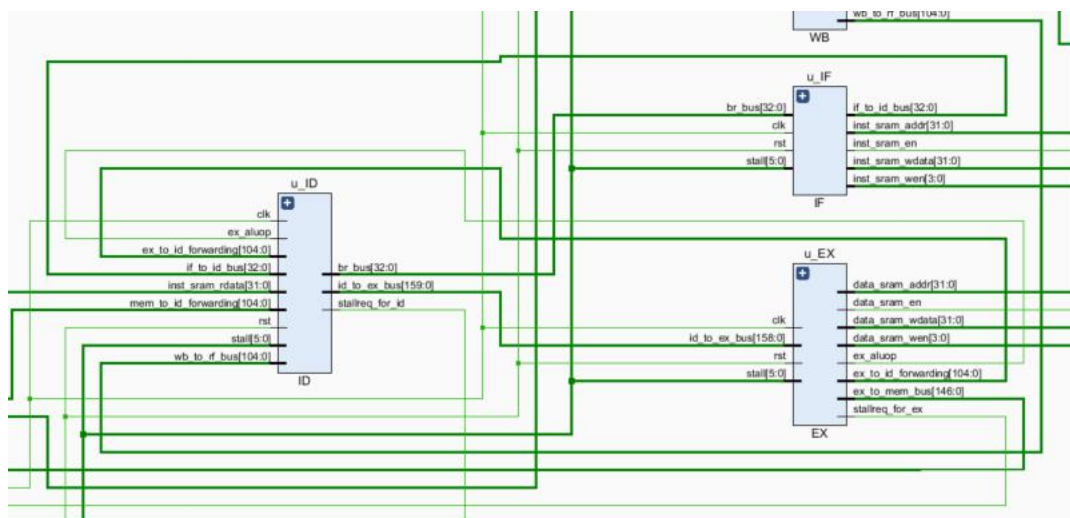 wb_to_rf_bus[104:0]
WB
u_IF
br_bus[32:0]
clk
rst
stall[5:0]
if_to_id_bus[32:0]
inst_sram_addr[31:0]
inst_sram_en
inst_sram_wdata[31:0]
inst_sram_wen[3:0]
IF
u_ID
clk
ex_aluop
ex_to_id_forwarding[104:0]
if_to_id_bus[32:0]
inst_sram_rdata[31:0]
mem_to_id_forwarding[104:0]
rst
stall[5:0]
wb_to_rf_bus[104:0]
br_bus[32:0]
id_to_ex_bus[159:0]
stallreq_for_id
ID
u_EX
clk
id_to_ex_bus[158:0]
rst
stall[5:0]
data_sram_addr[31:0]
data_sram_en
data_sram_wdata[31:0]
data_sram_wen[3:0]
ex_aluop
ex_to_id_forwarding[104:0]
ex_to_mem_bus[146:0]
stallreq_for_ex
EX